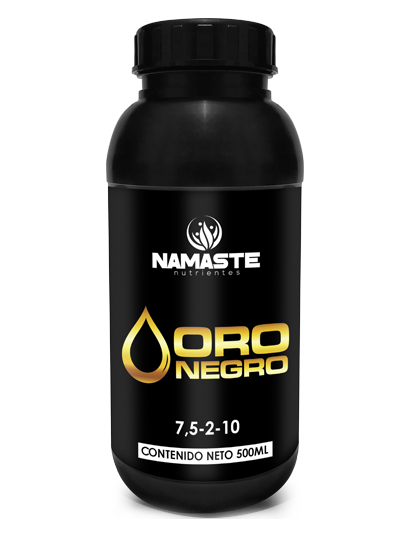 NAMASTE
nutrientes
ORO
NEGRO
7,5-2-10
CONTENIDO NETO 500ML